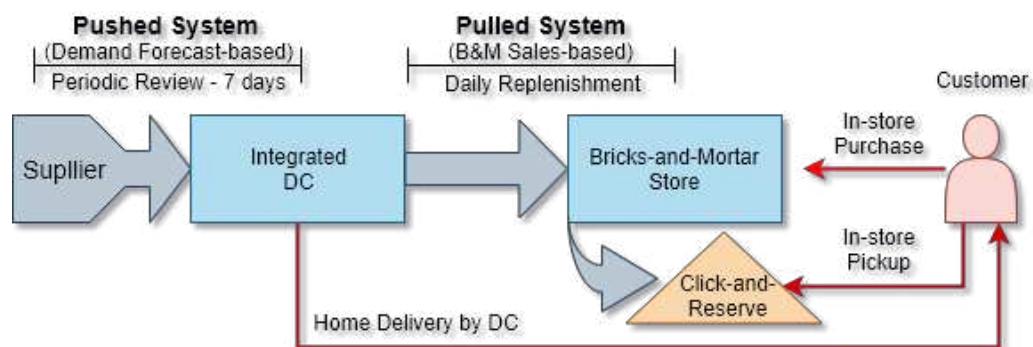 Pushed System
(Demand Forecast-based)
Periodic Review - 7 days
Pulled System
(B&M Sales-based)
Daily Replenishment
Customer
Supllier
Integrated
DC
Bricks-and-Mortar
Store
In-store
Purchase
In-store
Pickup
Click-and-
Reserve
Home Delivery by DC